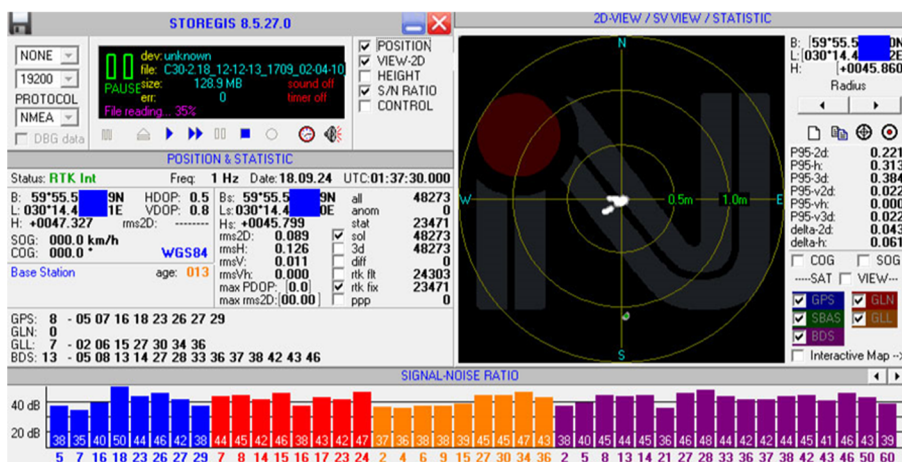 STOREGIS 8.5.27.0
NONE
19200
PROTOCOL
NMEA
DBG data
PAUSE
dev: unknown
file: C30-2.18_12-12-13_1709_02-04-10
size: 128.9 MB sound off
err: 0 timer off
File reading... 35%
POSITION
VIEW-2D
HEIGHT
S/N RATIO
CONTROL
POSITION & STATISTIC
Status: RTK Int Freq: 1 Hz Date: 18.09.24 UTC: 01:37:30.000
B: 59°55.5 9N HDOP: 0.5
L: 030°14.4 1E VDOP: 0.8
H: +0047.327 rms2D: -------
SOG: 000.0 km/h
COG: 000.0 ° WGS84
Base Station age: 013
Bs: 59°55.5 9N
Ls: 030°14.4 0E
Hs: +0045.799
rms2D: 0.089
rmsH: 0.126
rmsV: 0.011
rmsVh: 0.000
max PDOP: [0.0]
max rms2D: [00.00]
all 48273
anom 0
stat 23471
sol 48273
3d 48273
diff 0
rtk flt 24303
rtk fix 23471
ppp 0
GPS: 8 - 05 07 16 18 23 26 27 29
GLN: 0
GLL: 7 - 02 06 15 27 30 34 36
BDS: 13 - 05 08 13 14 27 28 33 36 37 38 42 43 46
2D-VIEW / SV VIEW / STATISTIC
N
W
0.5m
1.0m
E
S
B: [59*55.5 0N
L: [030*14.4 2E
H: [+0045.860
Radius
P95-2d: 0.221
P95-h: 0.313
P95-3d: 0.384
P95-v2d: 0.022
P95-vh: 0.000
P95-v3d: 0.022
delta-2d: 0.043
delta-h: 0.061
COG SOG
-----SAT VIEW----
GPS GLN
SBAS GLL
BDS
Interactive Map -->
SIGNAL-NOISE RATIO
40 dB
20 dB
38 35 40 50 44 46 42 38 44 45 42 46 38 43 42 47 37 36 38 38 39 45 45 47 43 38 40 45 44 45 36 46 48 44 42 44 45 41 46 43 39
5 7 16 18 23 26 27 29 7 8 14 15 16 17 23 24 2 4 6 9 15 27 30 34 36 2 5 8 13 14 21 27 28 33 36 37 38 42 43 46 50 60